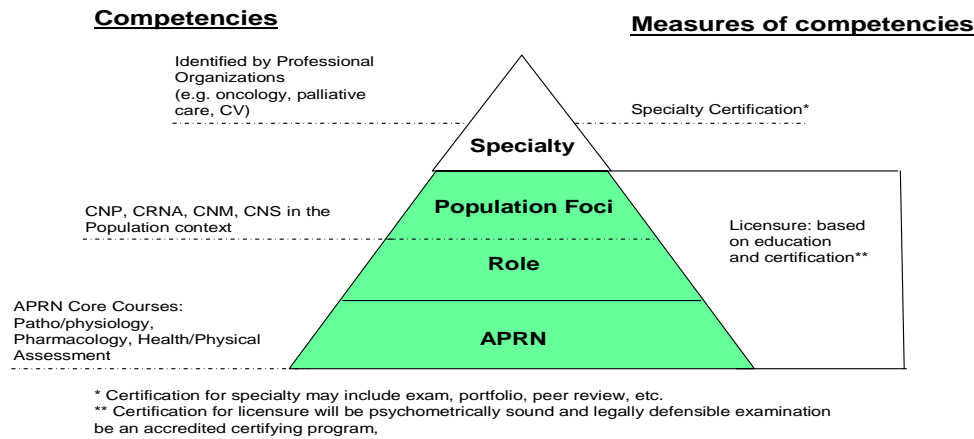 Competencies
Measures of competencies
Identified by Professional
Organizations
(e.g. oncology, palliative
care, CV)
Specialty Certification*
Specialty
Population Foci
CNP, CRNA, CNM, CNS in the
Population context
Licensure: based
on education
and certification**
Role
APRN Core Courses:
Patho/physiology,
Pharmacology, Health/Physical
Assessment
APRN
* Certification for specialty may include exam, portfolio, peer review, etc.
** Certification for licensure will be psychometrically sound and legally defensible examination
be an accredited certifying program,